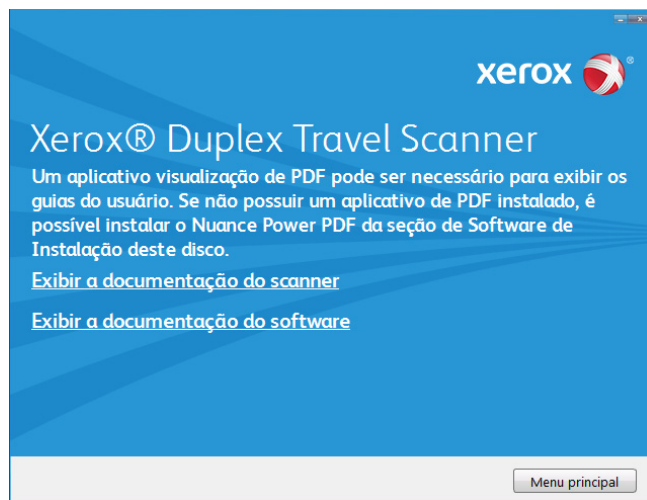 xerox ®
Xerox® Duplex Travel Scanner
Um aplicativo visualização de PDF pode ser necessário para exibir os
guias do usuário. Se não possuir um aplicativo de PDF instalado, é
possível instalar o Nuance Power PDF da seção de Software de
Instalação deste disco.
Exibir a documentação do scanner
Exibir a documentação do software
Menu principal